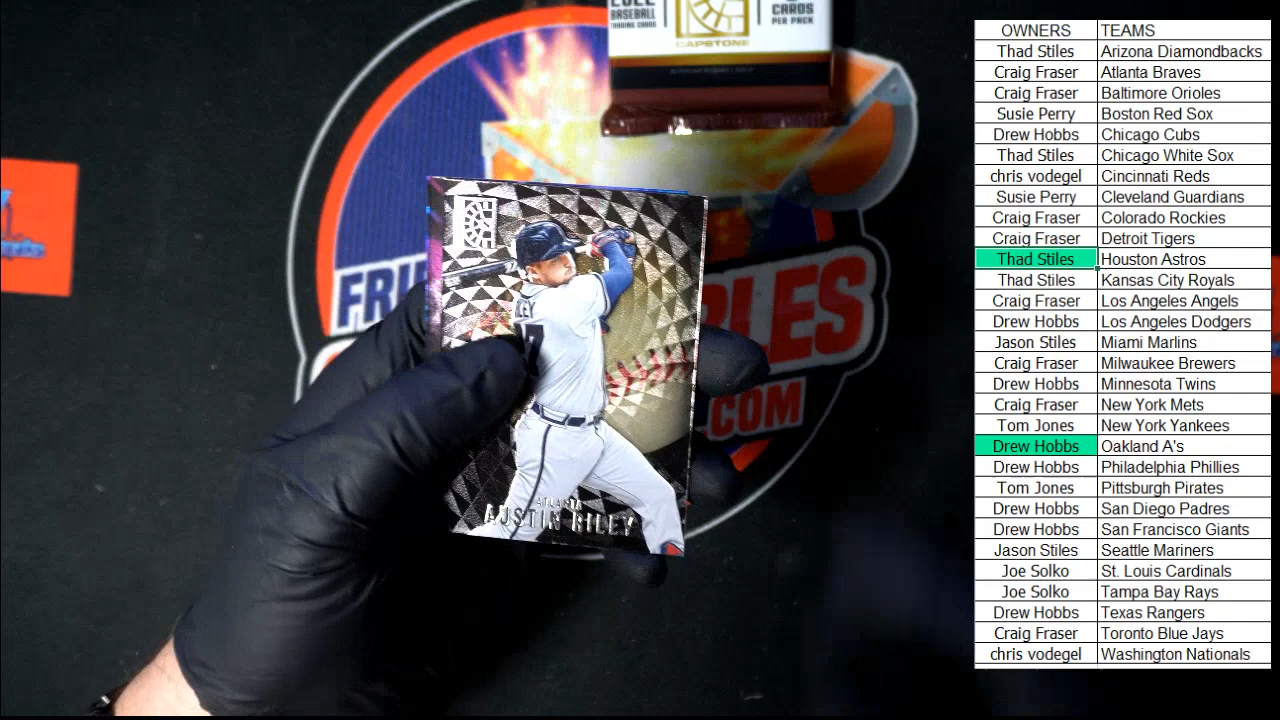 2022
BASEBALL
TRADING CARDS
CARDS
PER PACK
CAPSTONE
FRI
LES
.COM
ATLANTA
AUSTIN RILEY
OWNERS TEAMS
Thad Stiles Arizona Diamondbacks
Craig Fraser Atlanta Braves
Craig Fraser Baltimore Orioles
Susie Perry Boston Red Sox
Drew Hobbs Chicago Cubs
Thad Stiles Chicago White Sox
chris vodegel Cincinnati Reds
Susie Perry Cleveland Guardians
Craig Fraser Colorado Rockies
Craig Fraser Detroit Tigers
Thad Stiles Houston Astros
Thad Stiles Kansas City Royals
Craig Fraser Los Angeles Angels
Drew Hobbs Los Angeles Dodgers
Jason Stiles Miami Marlins
Craig Fraser Milwaukee Brewers
Drew Hobbs Minnesota Twins
Craig Fraser New York Mets
Tom Jones New York Yankees
Drew Hobbs Oakland A's
Drew Hobbs Philadelphia Phillies
Tom Jones Pittsburgh Pirates
Drew Hobbs San Diego Padres
Drew Hobbs San Francisco Giants
Jason Stiles Seattle Mariners
Joe Solko St. Louis Cardinals
Joe Solko Tampa Bay Rays
Drew Hobbs Texas Rangers
Craig Fraser Toronto Blue Jays
chris vodegel Washington Nationals